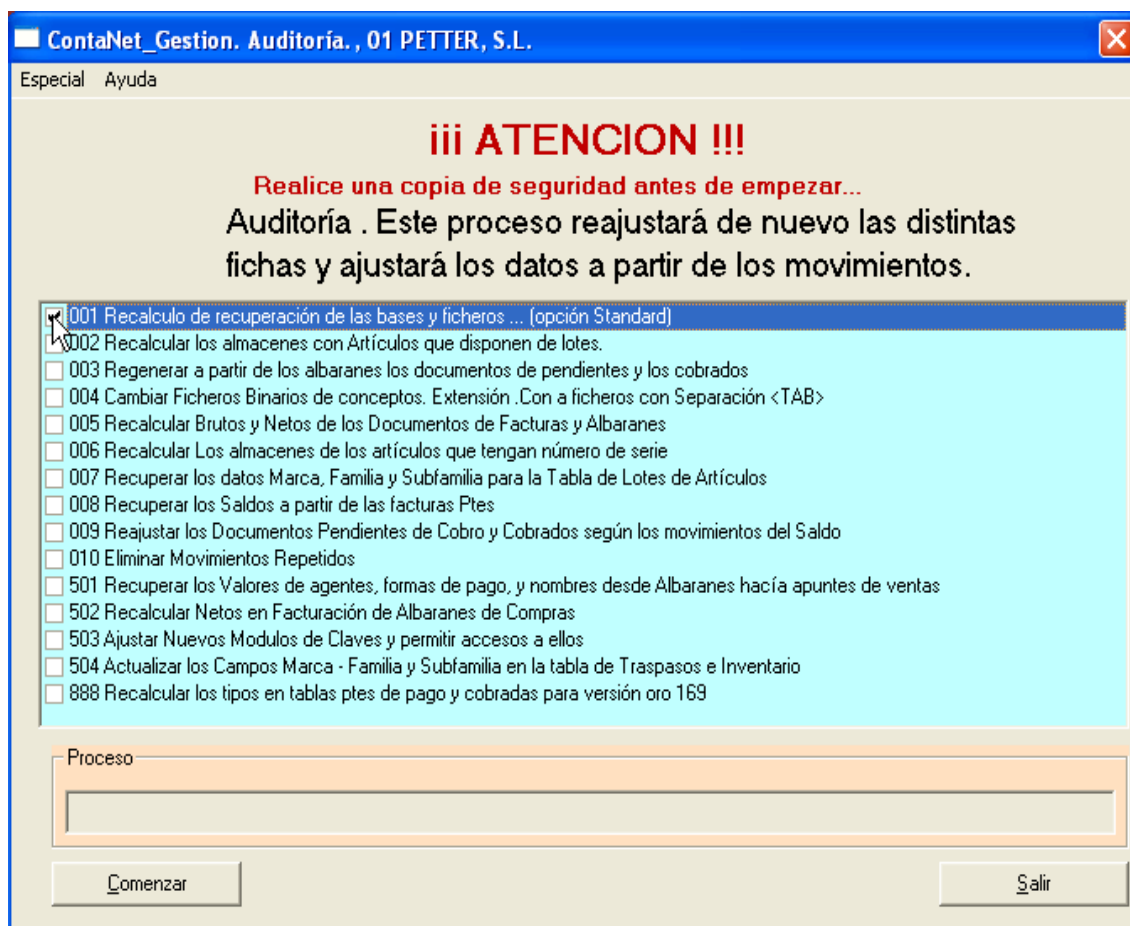 ContaNet_Gestion. Auditoría. , 01 PETTER, S.L.
Especial Ayuda
¡¡¡ ATENCION !!!
Realice una copia de seguridad antes de empezar...
Auditoría . Este proceso reajustará de nuevo las distintas
fichas y ajustará los datos a partir de los movimientos.
001 Recalculo de recuperación de las bases y ficheros ... (opción Standard)
002 Recalcular los almacenes con Artículos que disponen de lotes.
003 Regenerar a partir de los albaranes los documentos de pendientes y los cobrados
004 Cambiar Ficheros Binarios de conceptos. Extensión .Con a ficheros con Separación <TAB>
005 Recalcular Brutos y Netos de los Documentos de Facturas y Albaranes
006 Recalcular Los almacenes de los artículos que tengan número de serie
007 Recuperar los datos Marca, Familia y Subfamilia para la Tabla de Lotes de Artículos
008 Recuperar los Saldos a partir de las facturas Ptes
009 Reajustar los Documentos Pendientes de Cobro y Cobrados según los movimientos del Saldo
010 Eliminar Movimientos Repetidos
501 Recuperar los Valores de agentes, formas de pago, y nombres desde Albaranes hacía apuntes de ventas
502 Recalcular Netos en Facturación de Albaranes de Compras
503 Ajustar Nuevos Modulos de Claves y permitir accesos a ellos
504 Actualizar los Campos Marca - Familia y Subfamilia en la tabla de Traspasos e Inventario
888 Recalcular los tipos en tablas ptes de pago y cobradas para versión oro 169
Proceso
Comenzar Salir